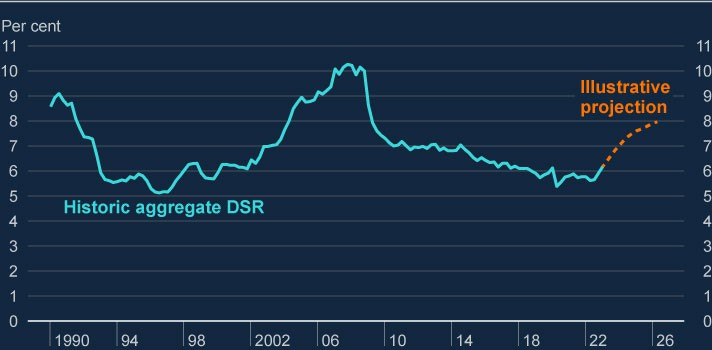 Per cent
11 11
10 10
9 9
8 8
7 7
6 6
5 5
4 4
3 3
2 2
1 1
0 0
Illustrative
projection
Historic aggregate DSR
1990 94 98 2002 06 10 14 18 22 26